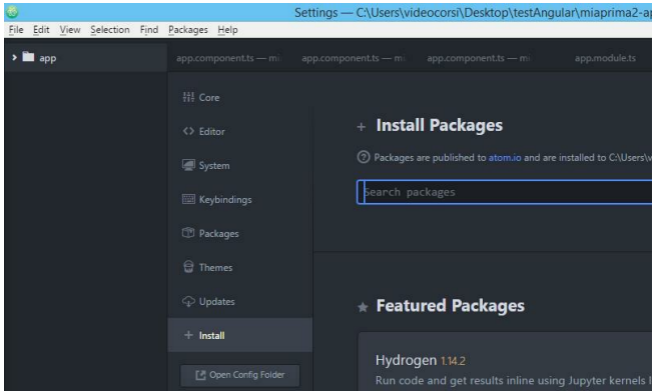 Settings — C:\Users\videocorsi\Desktop\testAngular\miaprima2-a
File Edit View Selection Find Packages Help
app
app.component.ts — mi app.component.ts — m app.component.ts — m app.module.ts
Core
Editor
System
Keybindings
Packages
Themes
Updates
+ Install
Open Config Folder
+ Install Packages
Packages are published to atom.io and are installed to C:\Users\v
Search packages
Featured Packages
Hydrogen 1.14.2
Run code and get results inline using Jupyter kernels l